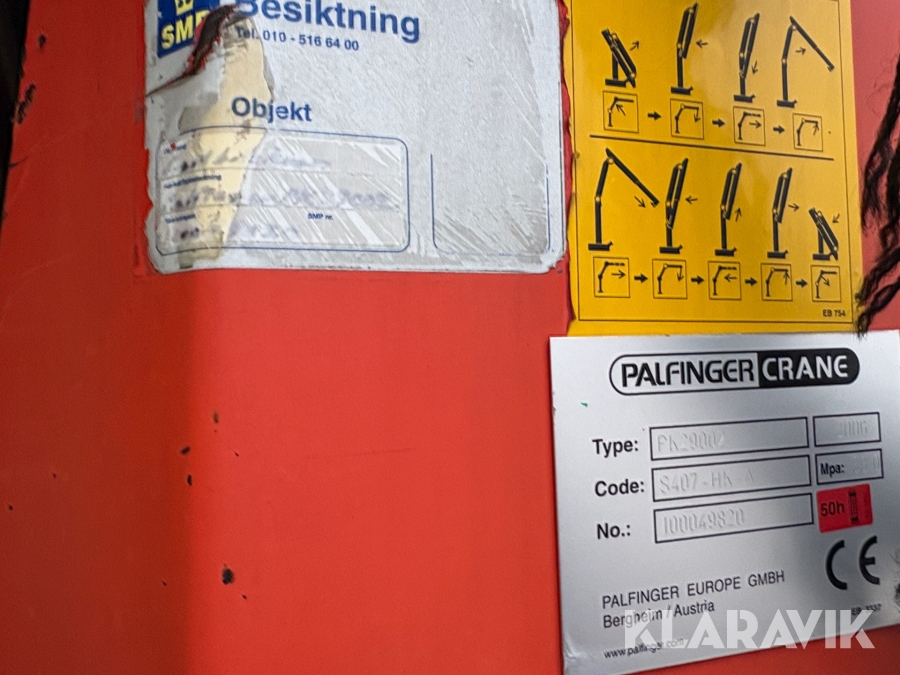 SMP
Besiktning
Tel. 010 - 516 64 00
Objekt
SMP nr.
EB 754
PALFINGER CRANE
Type: PK29002 2006
Code: S407-HK-A Mpa:
No.: 100049820
50h
CE
PALFINGER EUROPE GMBH
Bergheim / Austria
www.palfinger.com
KLARAVIK